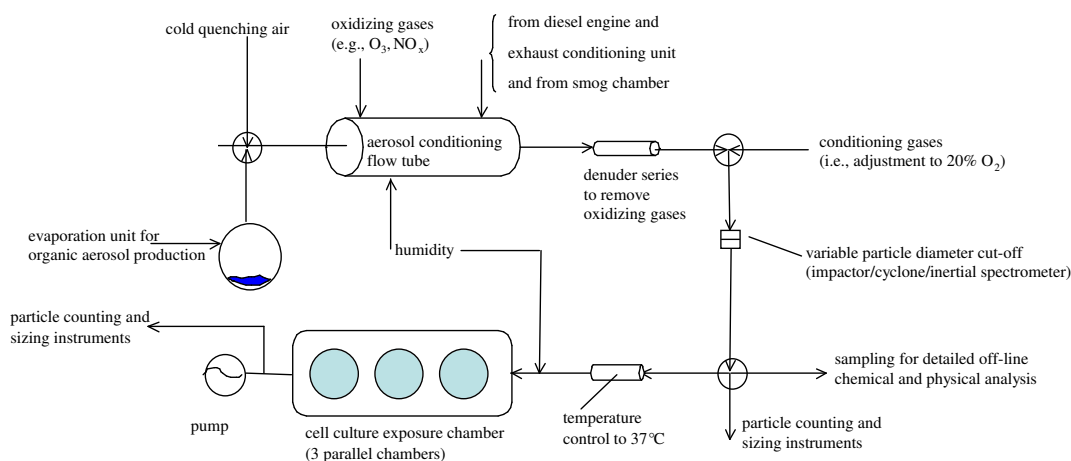 cold quenching air
oxidizing gases
(e.g., O₃, NOₓ)
from diesel engine and
exhaust conditioning unit
and from smog chamber
aerosol conditioning
flow tube
denuder series
to remove
oxidizing gases
conditioning gases
(i.e., adjustment to 20% O₂)
evaporation unit for
organic aerosol production
humidity
variable particle diameter cut-off
(impactor/cyclone/inertial spectrometer)
particle counting and
sizing instruments
pump
cell culture exposure chamber
(3 parallel chambers)
temperature
control to 37°C
sampling for detailed off-line
chemical and physical analysis
particle counting and
sizing instruments